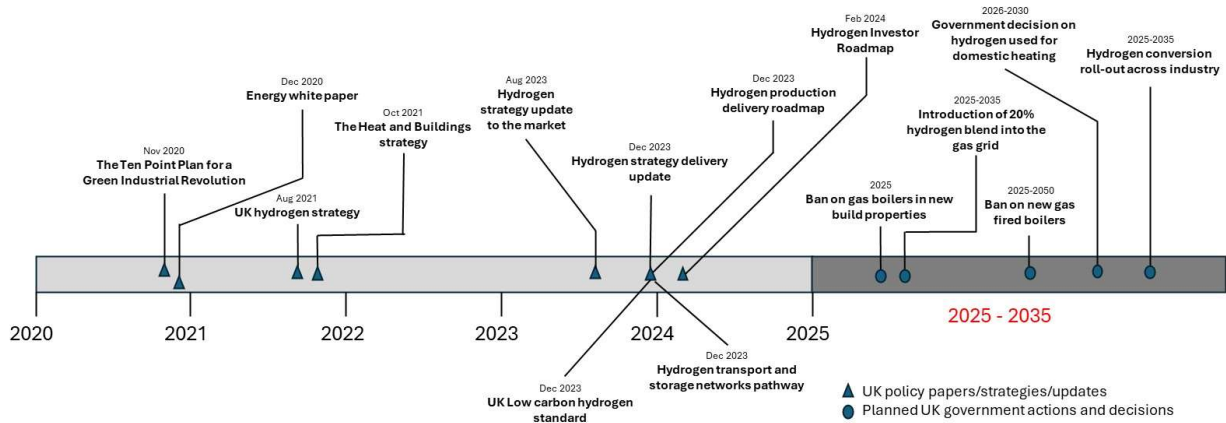 Nov 2020
The Ten Point Plan for a
Green Industrial Revolution
Dec 2020
Energy white paper
Aug 2021
UK hydrogen strategy
Oct 2021
The Heat and Buildings
strategy
Aug 2023
Hydrogen
strategy update
to the market
Dec 2023
Hydrogen strategy delivery
update
Dec 2023
Hydrogen production
delivery roadmap
Feb 2024
Hydrogen Investor
Roadmap
2025
Ban on gas boilers in new
build properties
2025-2035
Introduction of 20%
hydrogen blend into the
gas grid
2025-2050
Ban on new gas
fired boilers
2026-2030
Government decision on
hydrogen used for
domestic heating
2025-2035
Hydrogen conversion
roll-out across industry
2020
2021
2022
2023
2024
2025
2025 - 2035
Dec 2023
UK Low carbon hydrogen
standard
Dec 2023
Hydrogen transport and
storage networks pathway
UK policy papers/strategies/updates
Planned UK government actions and decisions